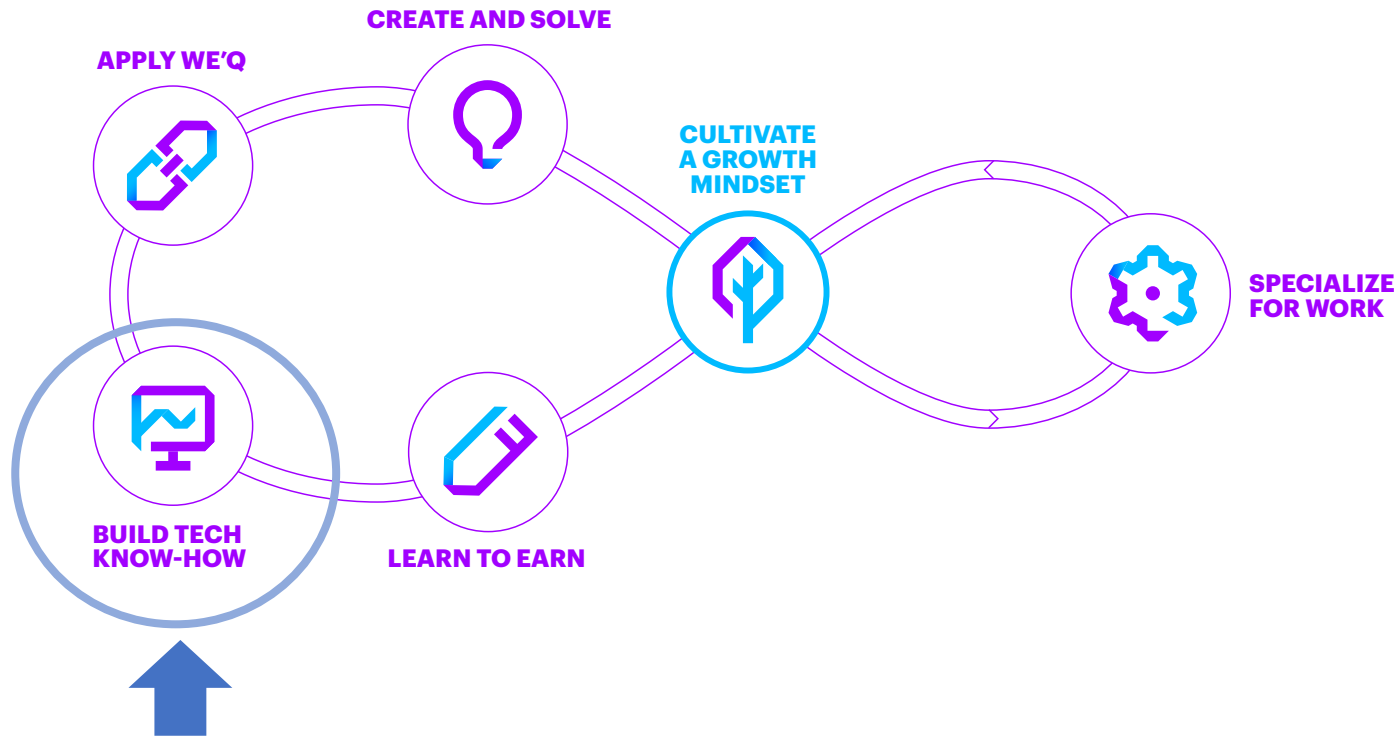 CREATE AND SOLVE
APPLY WE’Q
CULTIVATE
A GROWTH
MINDSET
SPECIALIZE
FOR WORK
BUILD TECH
KNOW-HOW
LEARN TO EARN